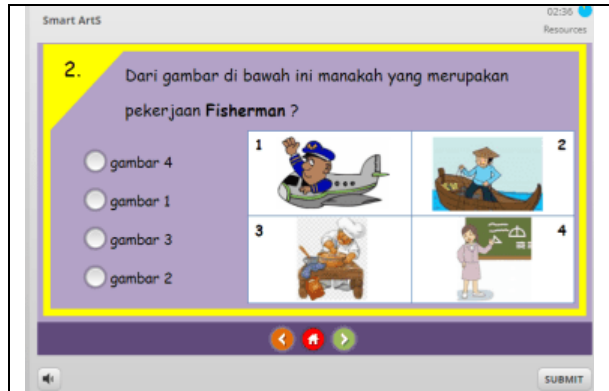 Smart ArtS
02:36
Resources
2.
Dari gambar di bawah ini manakah yang merupakan
pekerjaan Fisherman ?
gambar 4
gambar 1
gambar 3
gambar 2
1
2
3
4
SUBMIT